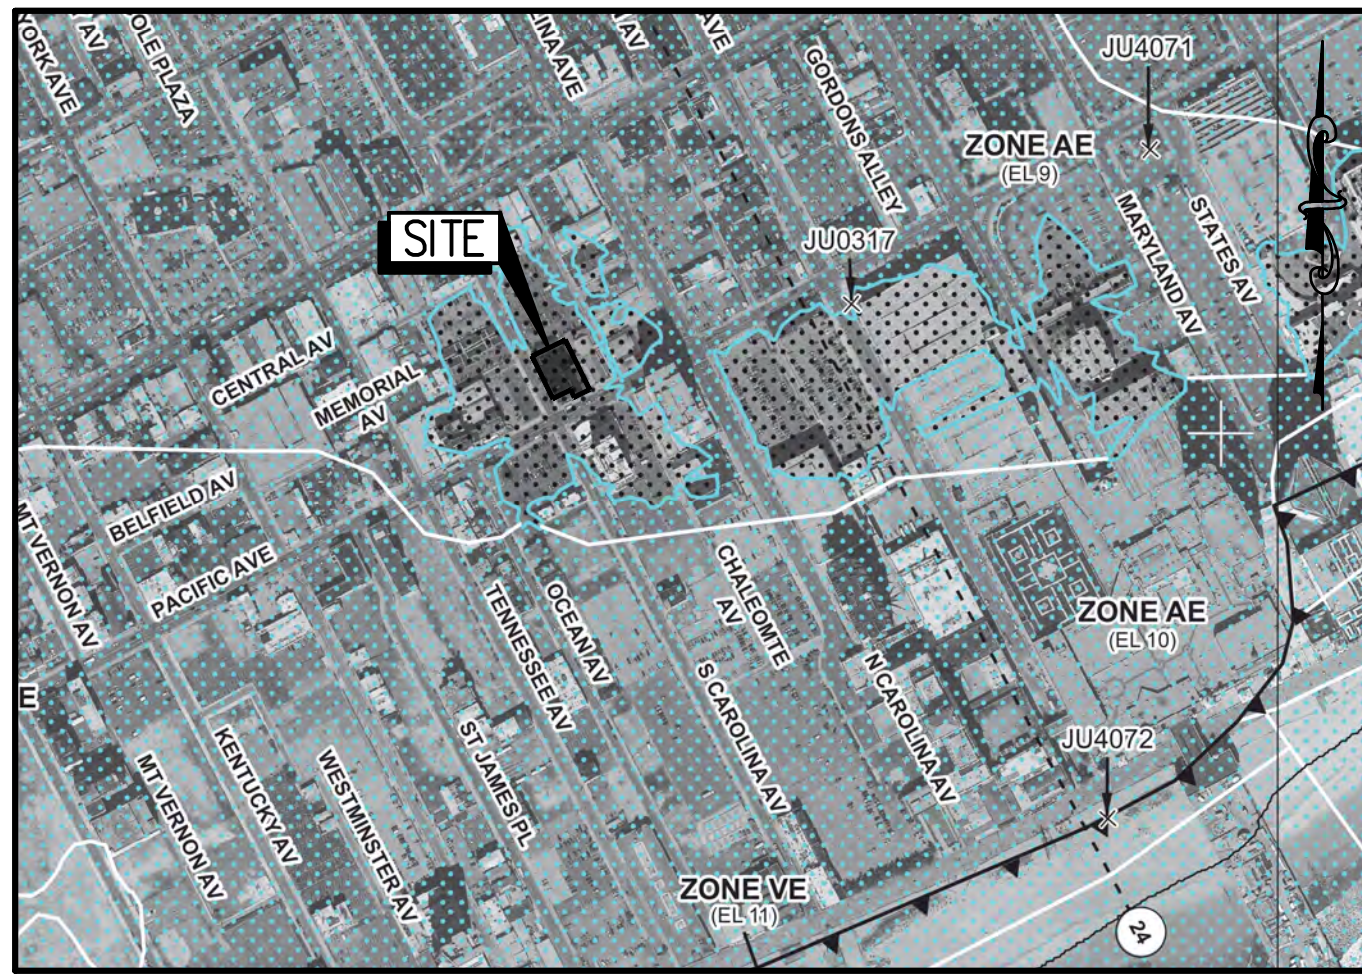 YORK AVE
AV
OLE PLAZA
INA AVE
AV
AVE
GORDONS ALLEY
JU4071
ZONE AE
(EL 9)
MARYLAND AV
STATES AV
SITE
JU0317
CENTRAL AV
MEMORIAL
AV
BELFIELD AV
PACIFIC AVE
MT VERNON AV
TENNESSEE AV
OCEAN AV
CHALEOMTE
AV
S CAROLINA AV
N CAROLINA AV
ZONE AE
(EL 10)
E
MT VERNON AV
KENTUCKY AV
WESTMINSTER AV
ST JAMES PL
JU4072
ZONE VE
(EL 11)
24